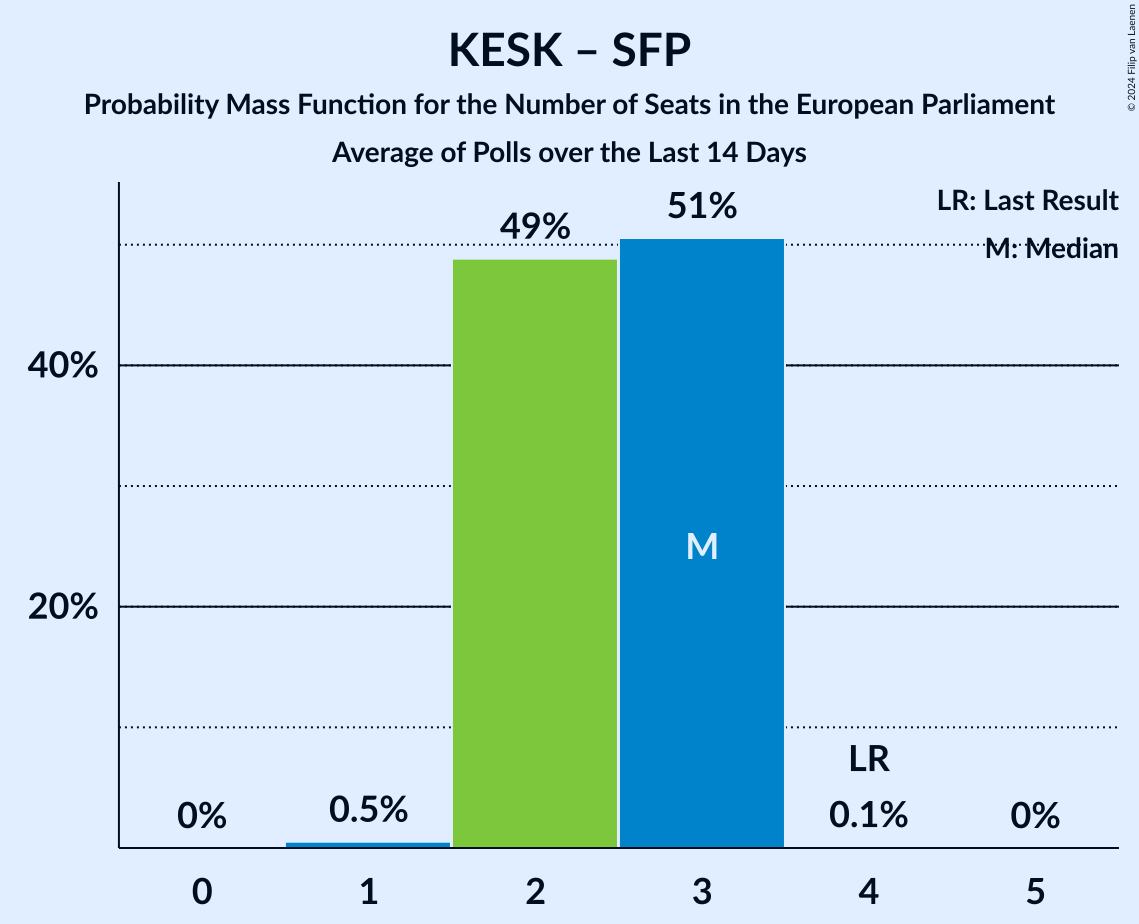 KESK – SFP
Probability Mass Function for the Number of Seats in the European Parliament
Average of Polls over the Last 14 Days
© 2024 Filip van Laenen
LR: Last Result
M: Median
49%
51%
40%
M
20%
LR
0%
0.5%
0.1%
0%
0
1
2
3
4
5